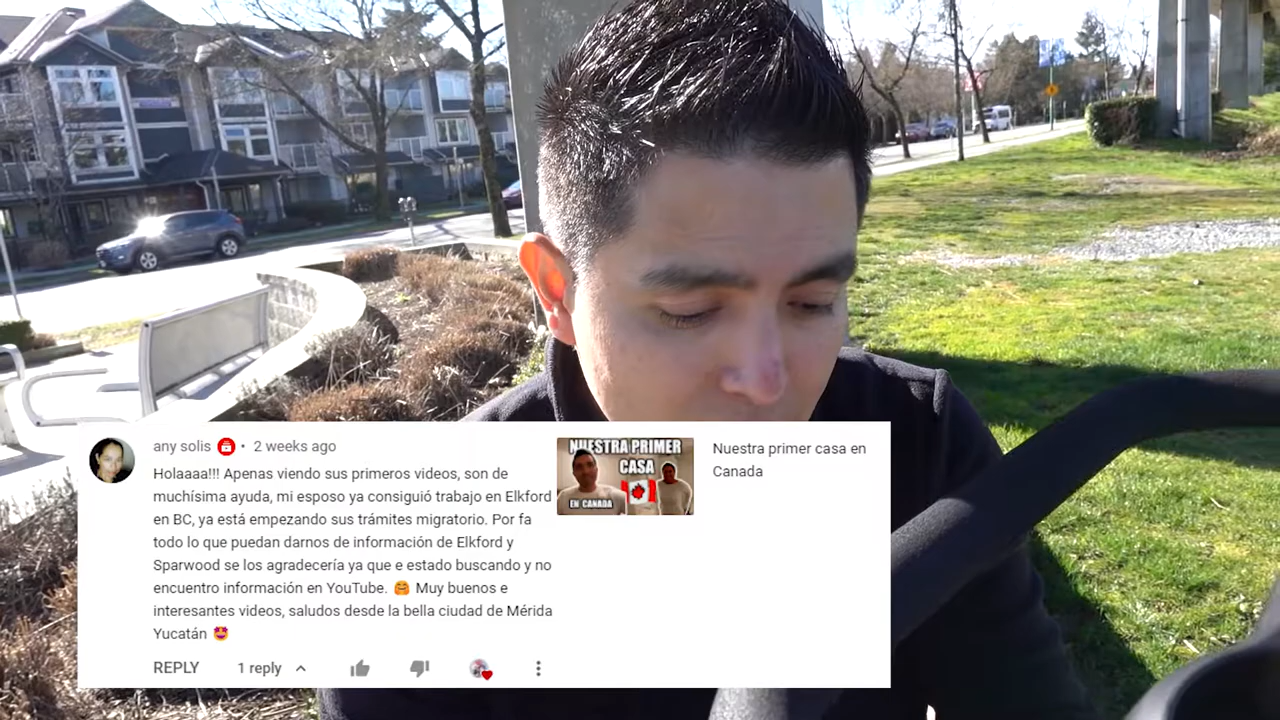 any solis • 2 weeks ago
Holaaaa!!! Apenas viendo sus primeros videos, son de
muchísima ayuda, mi esposo ya consiguió trabajo en Elkford
en BC, ya está empezando sus trámites migratorio. Por fa
todo lo que puedan darnos de información de Elkford y
Sparwood se los agradecería ya que e estado buscando y no
encuentro información en YouTube. 🤗 Muy buenos e
interesantes videos, saludos desde la bella ciudad de Mérida
Yucatán 🤩
REPLY 1 reply
NUESTRA PRIMER
CASA
EN CANADA
Nuestra primer casa en
Canada